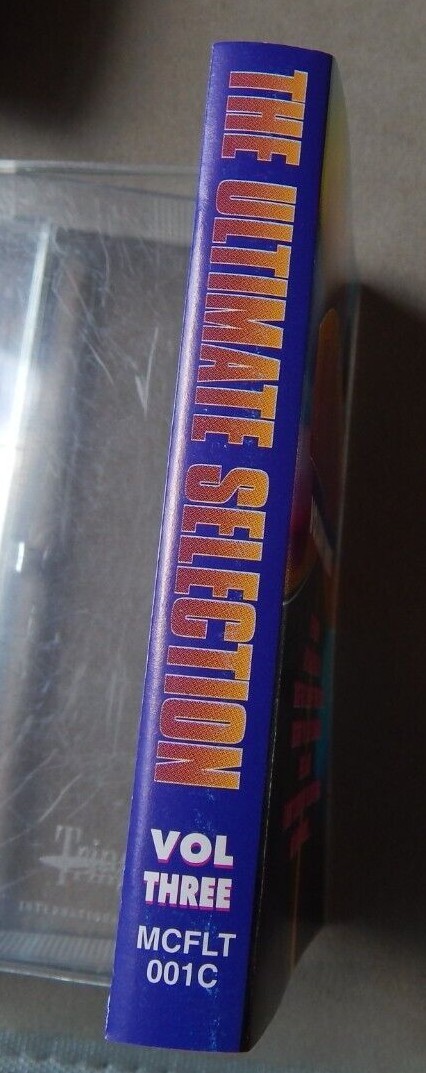 THE ULTIMATE SELECTION
VOL
THREE
MCFLT
001C